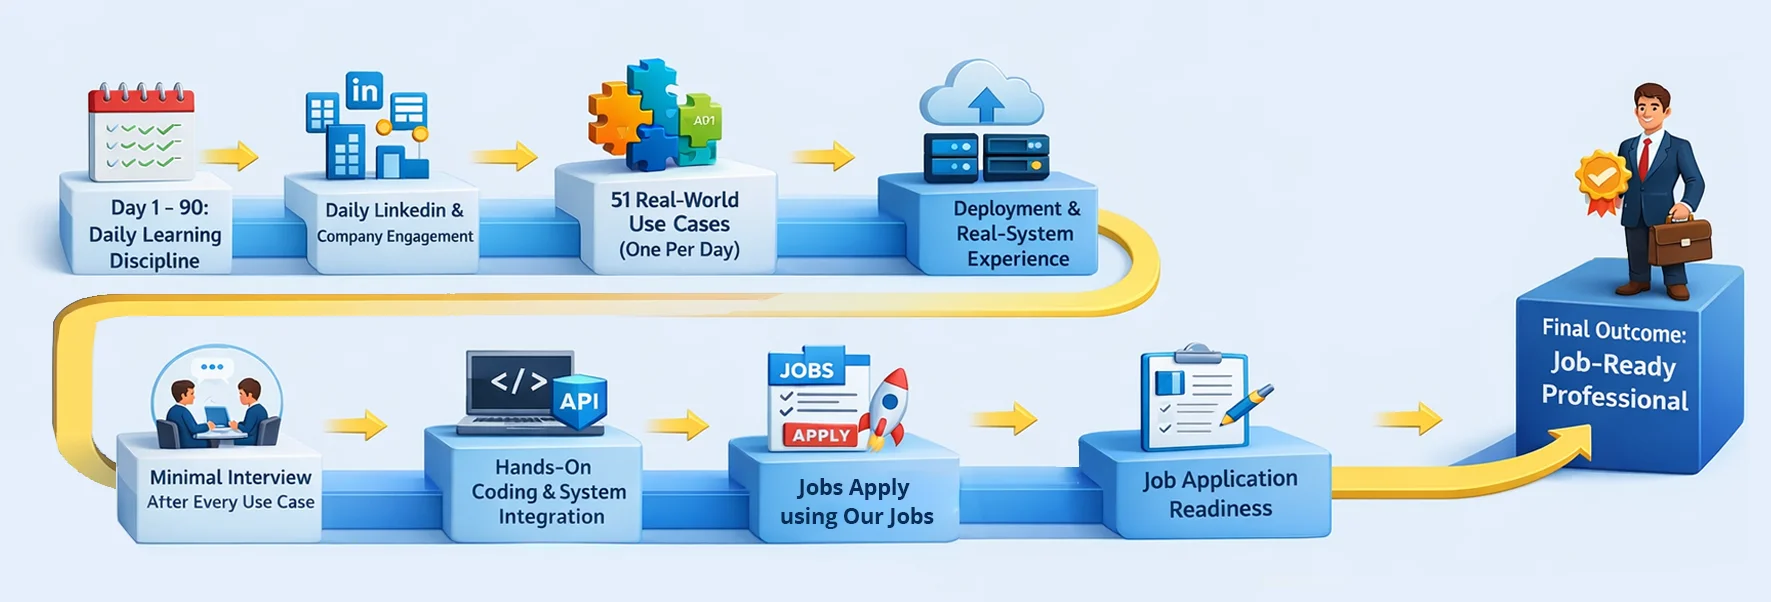 in
A01
Day 1 - 90:
Daily Learning
Discipline
Daily Linkedin &
Company Engagement
51 Real-World
Use Cases
(One Per Day)
Deployment &
Real-System
Experience
Final Outcome:
Job-Ready
Professional
</>
API
JOBS
APPLY
Minimal Interview
After Every Use Case
Hands-On
Coding & System
Integration
Jobs Apply
using Our Jobs
Job Application
Readiness